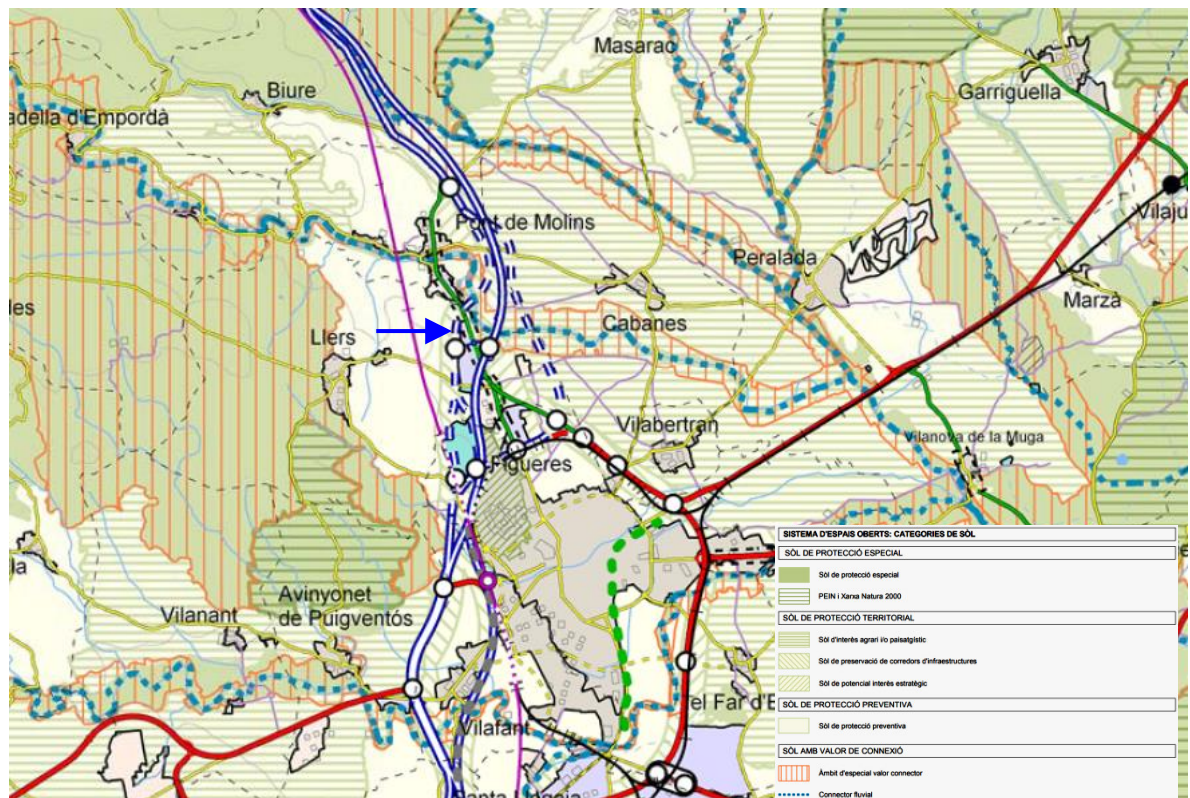 Masarac
Biure
Garriguella
adella d'Empordà
Pont de Molins
Vilaju
Peralada
Marzà
les
Cabanes
Llers
Vilabertran
Vilanova de la Muga
Figueres
la
Avinyonet
de Puigventós
Vilanant
el Far d'E
Vilafant
SISTEMA D'ESPAIS OBERTS: CATEGORIES DE SÒL
SÒL DE PROTECCIÓ ESPECIAL
Sòl de protecció especial
PEIN i Xarxa Natura 2000
SÒL DE PROTECCIÓ TERRITORIAL
Sòl d'interès agrari i/o paisatgístic
Sòl de preservació de corredors d'infraestructures
Sòl de potencial interès estratègic
SÒL DE PROTECCIÓ PREVENTIVA
Sòl de protecció preventiva
SÒL AMB VALOR DE CONNEXIÓ
Àmbit d'especial valor connector
Connector fluvial